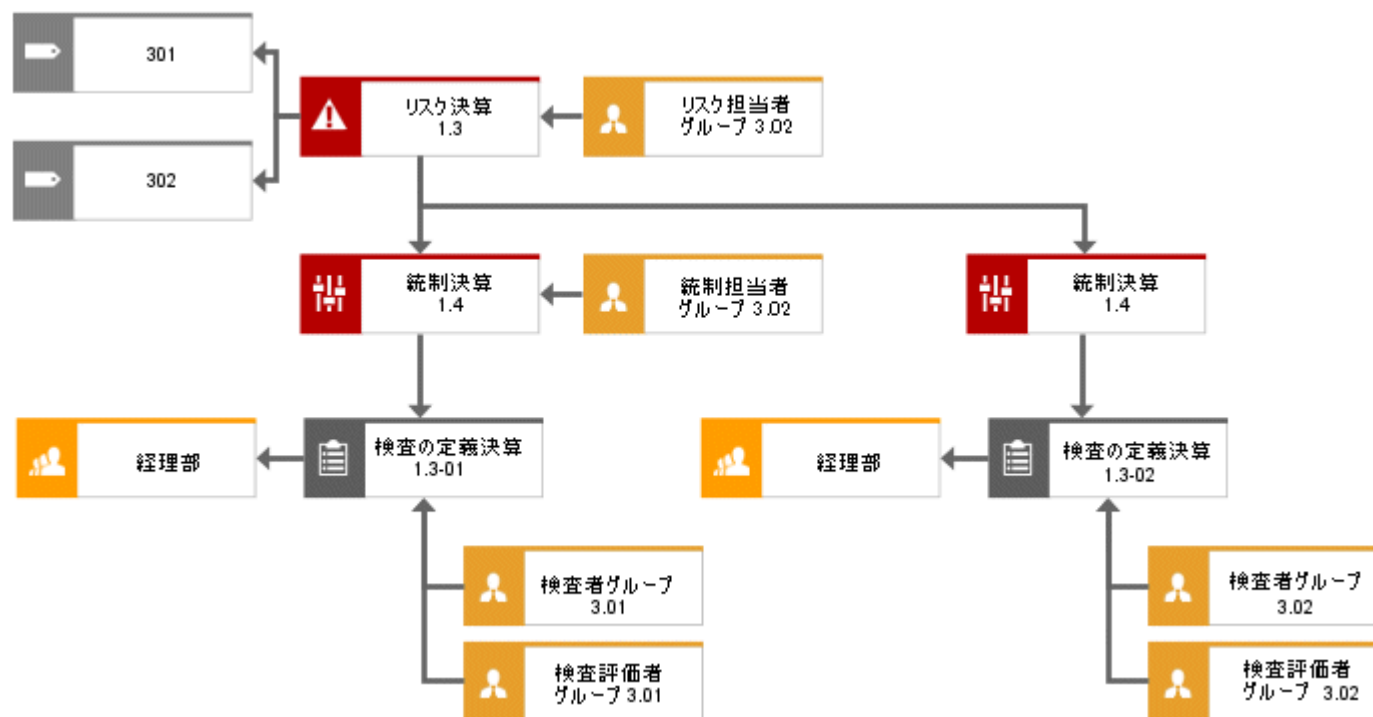 301
リスク決算
1.3
リスク担当者
グループ 3.02
302
統制決算
1.4
統制担当者
グループ 3.02
統制決算
1.4
経理部
検査の定義決算
1.3-01
経理部
検査の定義決算
1.3-02
検査者グループ
3.01
検査者グループ
3.02
検査評価者
グループ 3.01
検査評価者
グループ 3.02